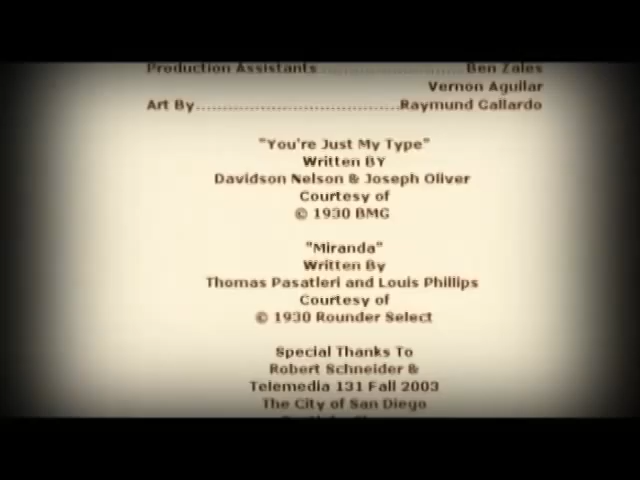 Production Assistants..........................Ben Zales
Vernon Aguilar
Art By...................................Raymund Gallardo
"You're Just My Type"
Written BY
Davidson Nelson & Joseph Oliver
Courtesy of
© 1930 BMG
"Miranda"
Written By
Thomas Pasatleri and Louis Phillips
Courtesy of
© 1930 Rounder Select
Special Thanks To
Robert Schneider &
Telemedia 131 Fall 2003
The City of San Diego